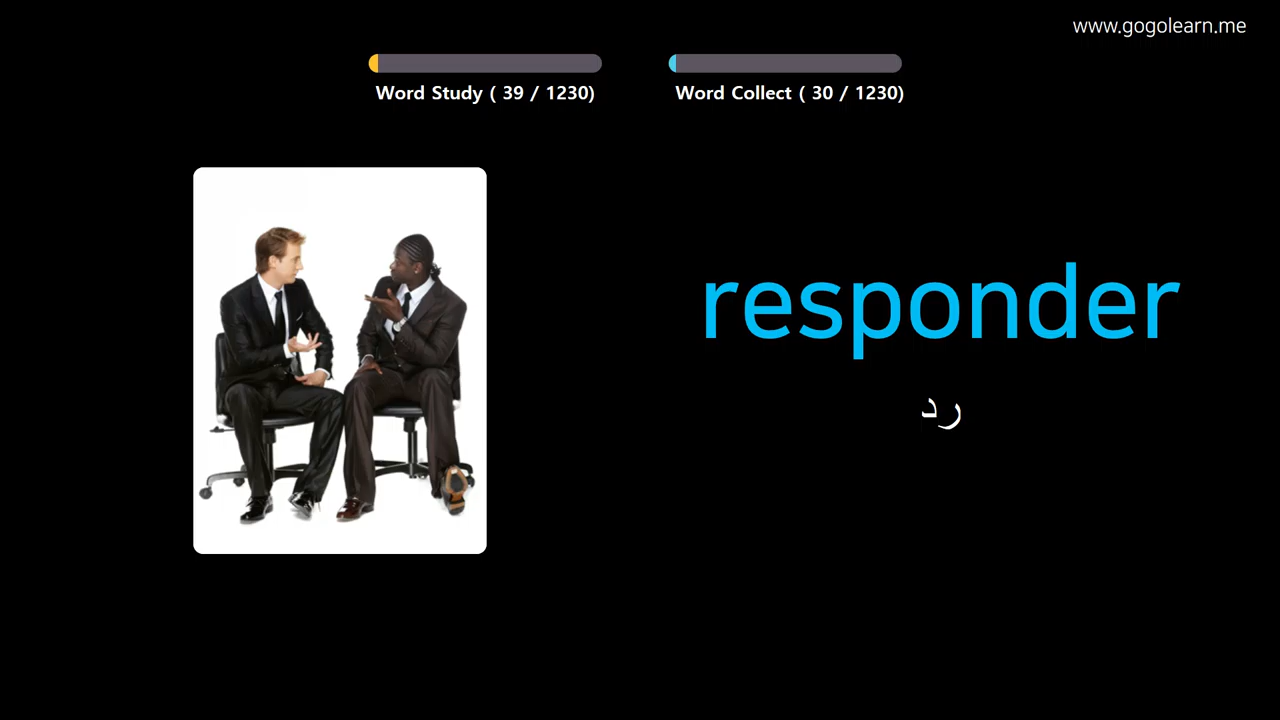 www.gogolearn.me
Word Study ( 39 / 1230)
Word Collect ( 30 / 1230)
responder
رد